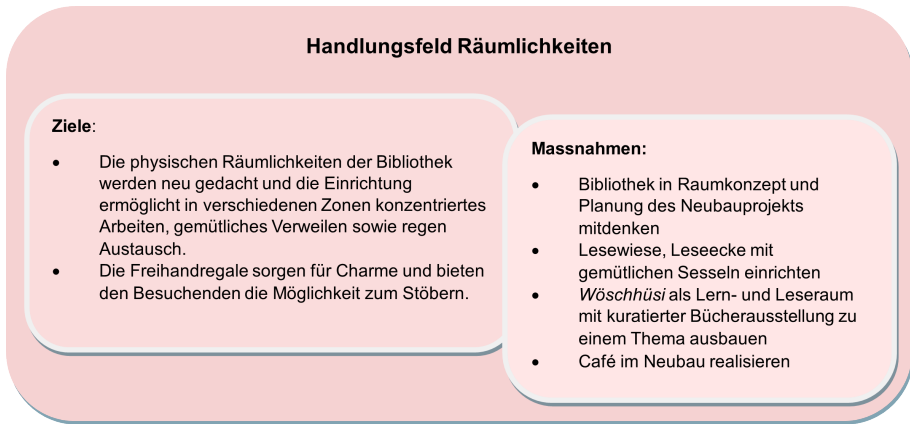 Handlungsfeld Räumlichkeiten
Ziele:
• Die physischen Räumlichkeiten der Bibliothek
werden neu gedacht und die Einrichtung
ermöglicht in verschiedenen Zonen konzentriertes
Arbeiten, gemütliches Verweilen sowie regen
Austausch.
• Die Freihandregale sorgen für Charme und bieten
den Besuchenden die Möglichkeit zum Stöbern.
Massnahmen:
• Bibliothek in Raumkonzept und
Planung des Neubauprojekts
mitdenken
• Lesewiese, Leseecke mit
gemütlichen Sesseln einrichten
• Wöschhüsi als Lern- und Leseraum
mit kuratierter Bücherausstellung zu
einem Thema ausbauen
• Café im Neubau realisieren